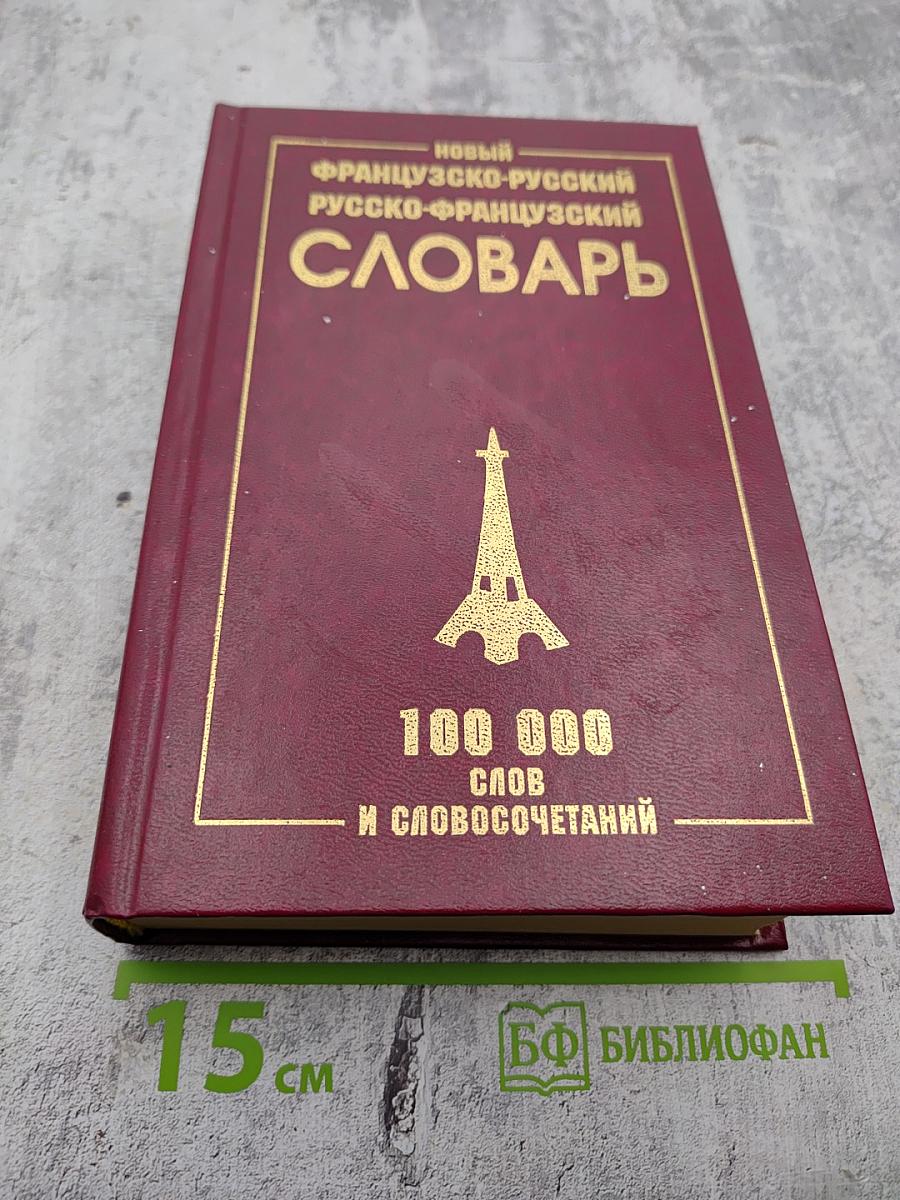 НОВЫЙ
ФРАНЦУЗСКО-РУССКИЙ
РУССКО-ФРАНЦУЗСКИЙ
СЛОВАРЬ
100 000
СЛОВ
И СЛОВОСОЧЕТАНИЙ
15 см
БФ БИБЛИОФАН